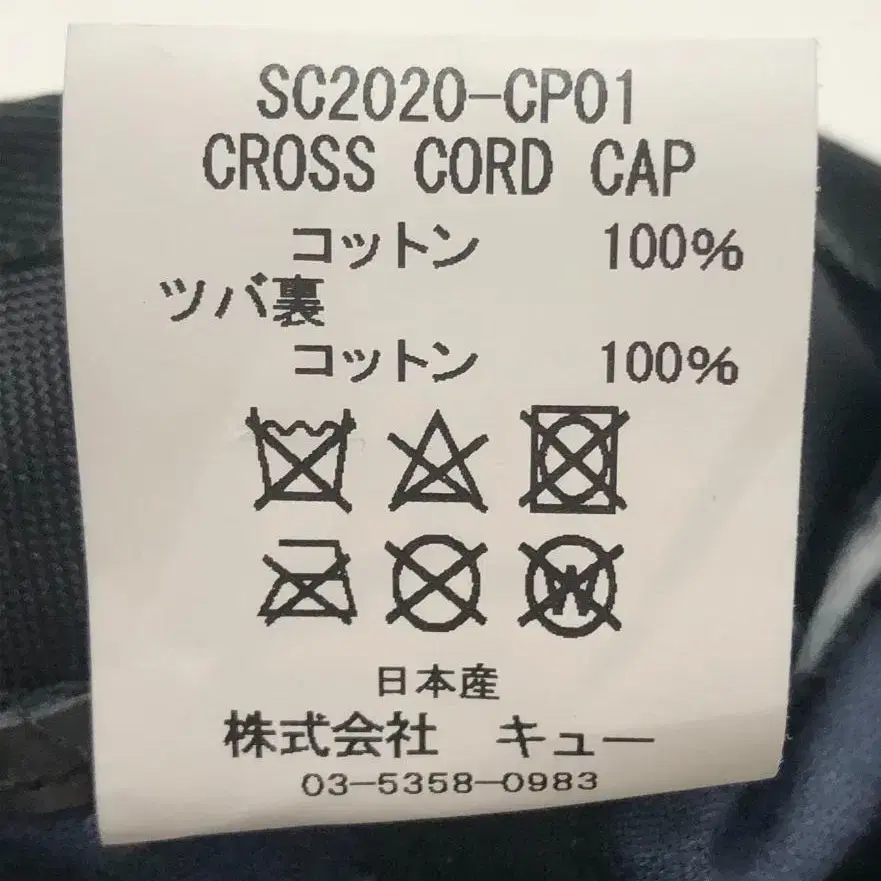 SC2020-CP01
CROSS CORD CAP
コットン 100%
ツバ裏
コットン 100%
W
日本産
株式会社 キュー
03-5358-0983